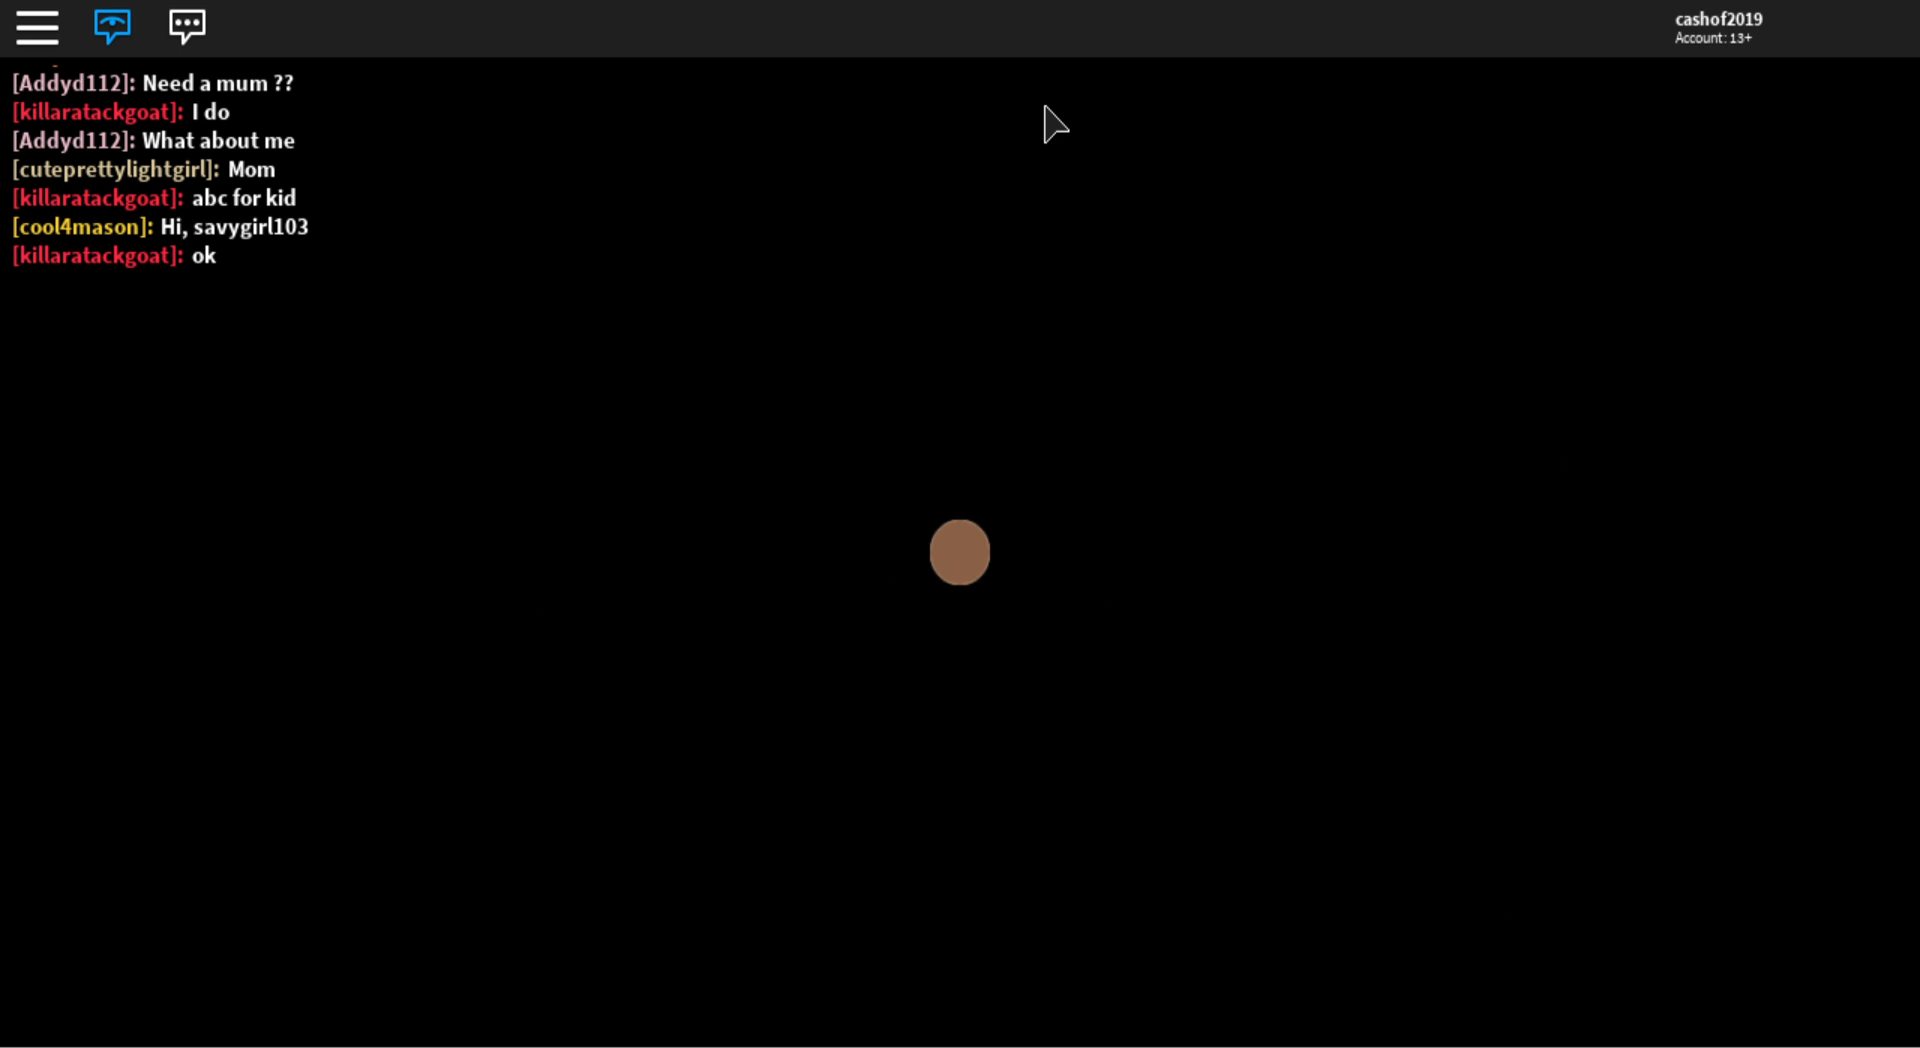 cashof2019
Account: 13+
[Addyd112]: Need a mum ??
[killaratackgoat]: I do
[Addyd112]: What about me
[cuteprettylightgirl]: Mom
[killaratackgoat]: abc for kid
[cool4mason]: Hi, savygirl103
[killaratackgoat]: ok